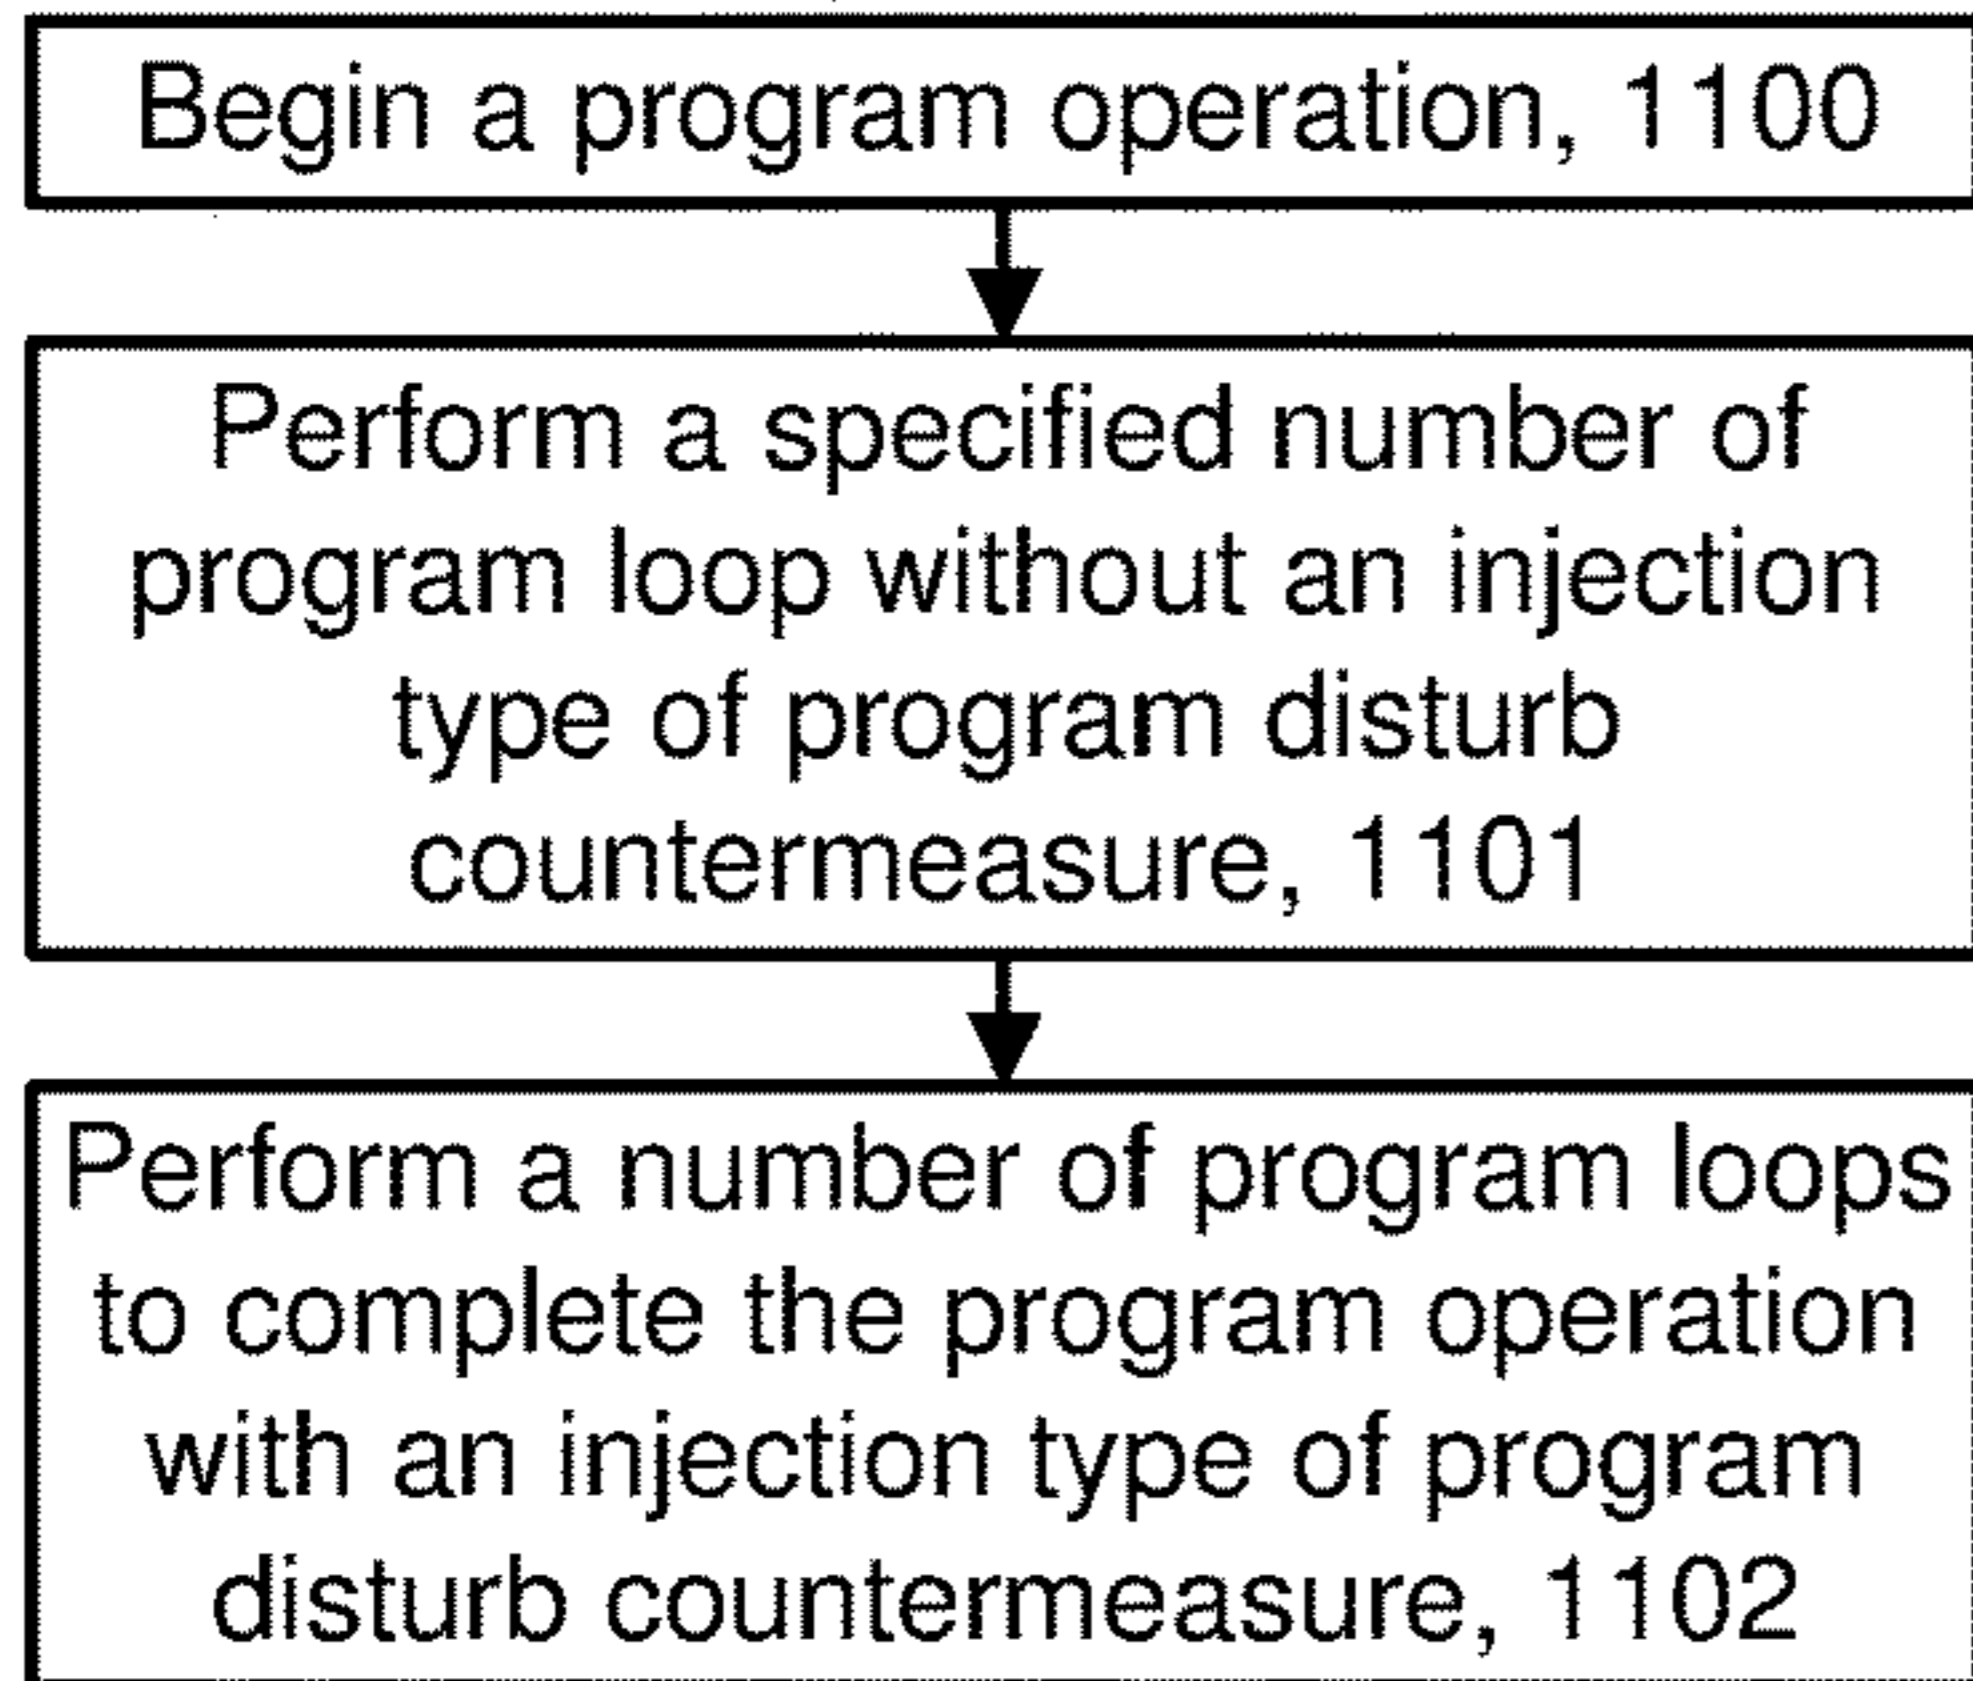 Begin a program operation, 1100
Perform a specified number of
program loop without an injection
type of program disturb
countermeasure, 1101
Perform a number of program loops
to complete the program operation
with an injection type of program
disturb countermeasure, 1102